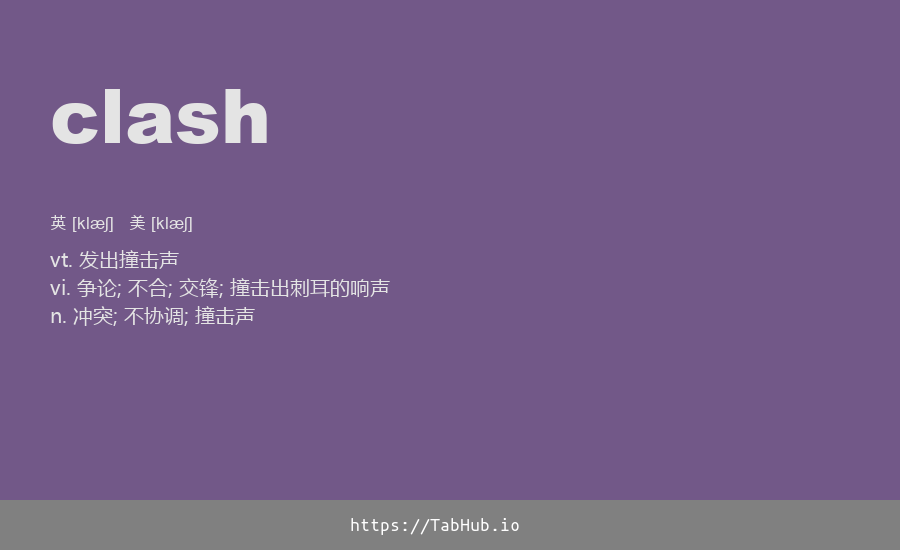 clash
英 [klæʃ] 美 [klæʃ]
vt. 发出撞击声
vi. 争论; 不合; 交锋; 撞击出刺耳的响声
n. 冲突; 不协调; 撞击声
https://TabHub.io